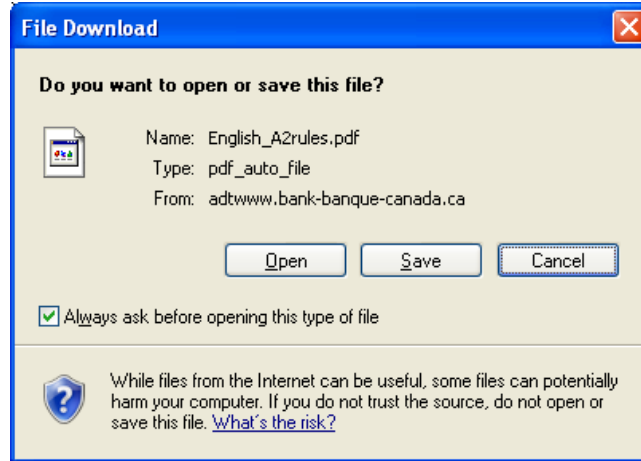 File Download
Do you want to open or save this file?
Name: English_A2rules.pdf
Type: pdf_auto_file
From: adtwww.bank-banque-canada.ca
Open Save Cancel
Always ask before opening this type of file
While files from the Internet can be useful, some files can potentially
harm your computer. If you do not trust the source, do not open or
save this file. What's the risk?